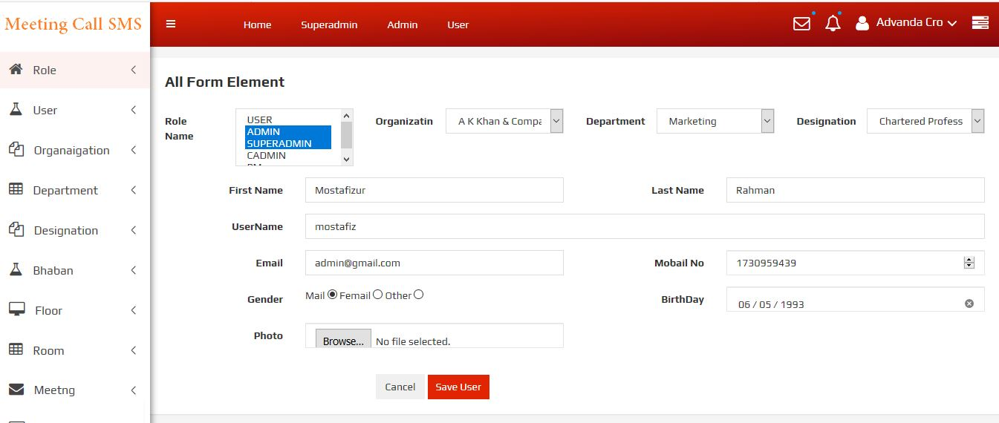 Meeting Call SMS
Home Superadmin Admin User Advanda Cro
Role
User
Organaigation
Department
Designation
Bhaban
Floor
Room
Meetng
All Form Element
Role Name
USER
ADMIN
SUPERADMIN
CADMIN
Organizatin A K Khan & Compa
Department Marketing
Designation Chartered Profess
First Name Mostafizur
Last Name Rahman
UserName mostafiz
Email admin@gmail.com
Mobail No 1730959439
Gender Mail Femail Other
BirthDay 06 / 05 / 1993
Photo Browse... No file selected.
Cancel Save User